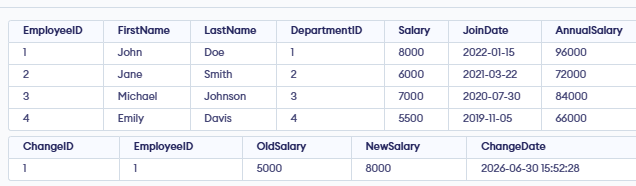 EmployeeID FirstName LastName DepartmentID Salary JoinDate AnnualSalary
1 John Doe 1 8000 2022-01-15 96000
2 Jane Smith 2 6000 2021-03-22 72000
3 Michael Johnson 3 7000 2020-07-30 84000
4 Emily Davis 4 5500 2019-11-05 66000
ChangeID EmployeeID OldSalary NewSalary ChangeDate
1 1 5000 8000 2026-06-30 15:52:28